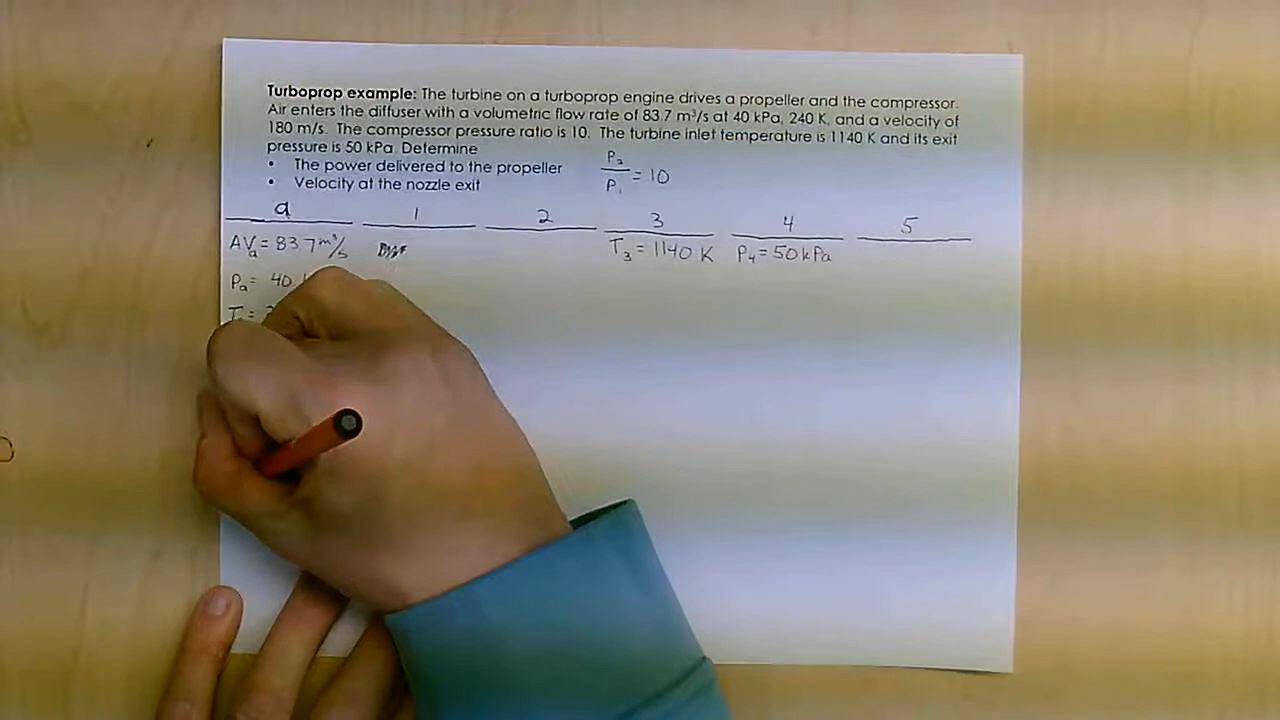 Turboprop example: The turbine on a turboprop engine drives a propeller and the compressor.
Air enters the diffuser with a volumetric flow rate of 83.7 m³/s at 40 kPa, 240 K, and a velocity of
180 m/s. The compressor pressure ratio is 10. The turbine inlet temperature is 1140 K and its exit
pressure is 50 kPa Determine
• The power delivered to the propeller
• Velocity at the nozzle exit
P₂/P₁ = 10
a 1 2 3 4 5
AVₐ = 83.7 m³/s T₃ = 1140 K P₄ = 50 kPa
Pₐ = 40
T =